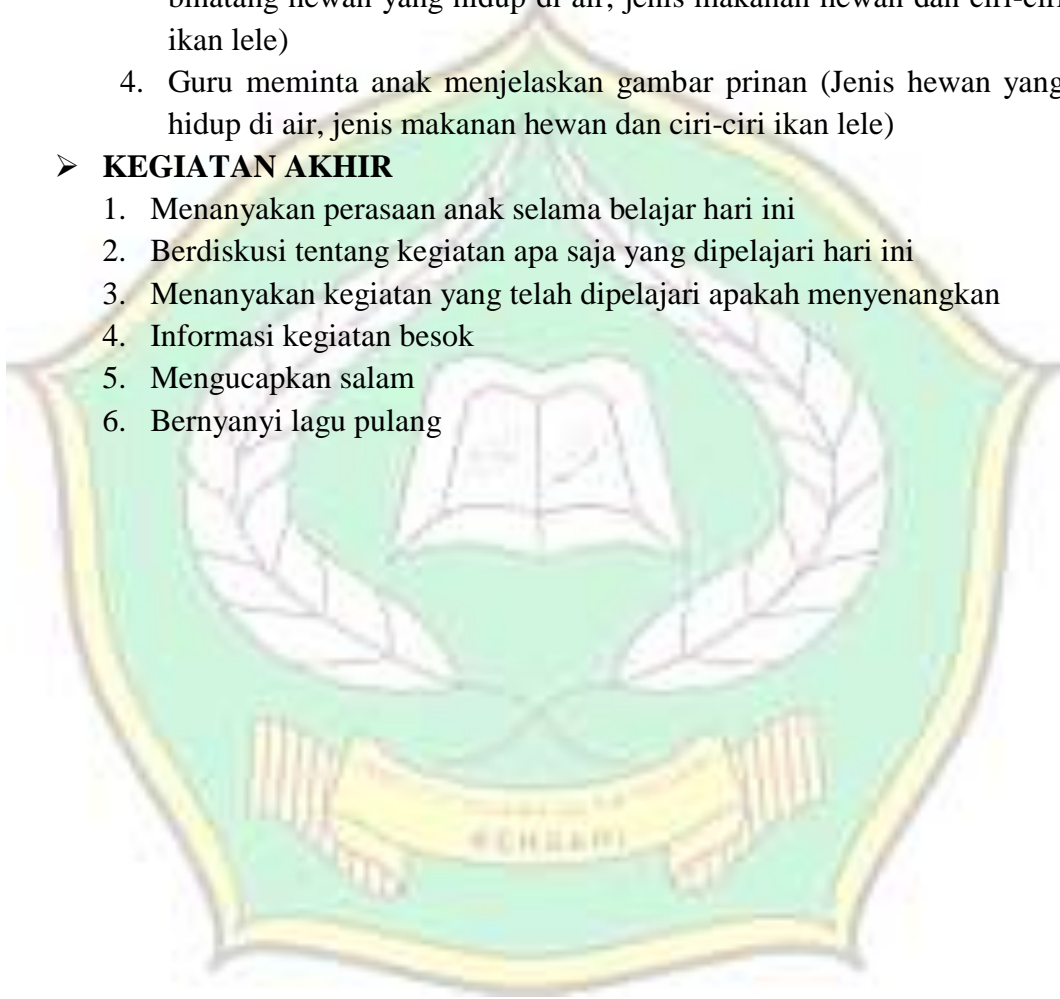 binatang hewan yang hidup di air, jenis makanan hewan dan ciri-ciri
ikan lele)
4. Guru meminta anak menjelaskan gambar prinan (Jenis hewan yang
hidup di air, jenis makanan hewan dan ciri-ciri ikan lele)
➢ KEGIATAN AKHIR
1. Menanyakan perasaan anak selama belajar hari ini
2. Berdiskusi tentang kegiatan apa saja yang dipelajari hari ini
3. Menanyakan kegiatan yang telah dipelajari apakah menyenangkan
4. Informasi kegiatan besok
5. Mengucapkan salam
6. Bernyanyi lagu pulang
KENDARI